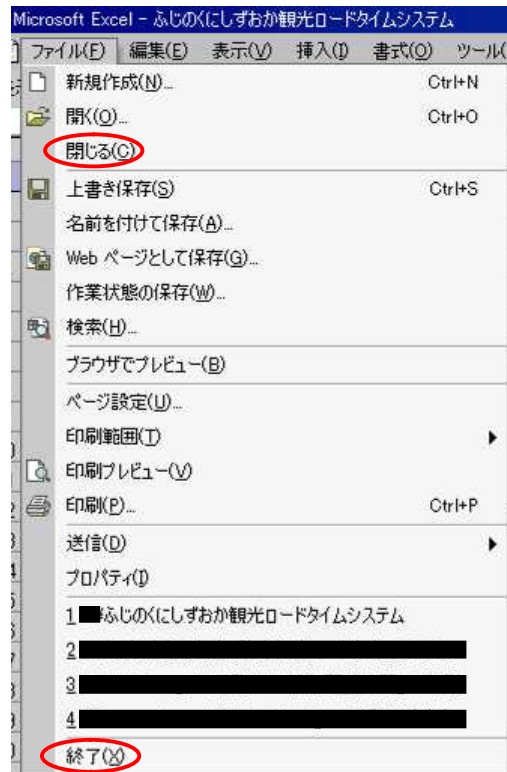 Microsoft Excel - ふじのくにしずおか観光ロードタイムシステム
ファイル(F) 編集(E) 表示(V) 挿入(I) 書式(O) ツール(
新規作成(N)... Ctrl+N
開く(O)... Ctrl+O
閉じる(C)
上書き保存(S) Ctrl+S
名前を付けて保存(A)...
Web ページとして保存(G)...
作業状態の保存(W)...
検索(H)...
ブラウザでプレビュー(B)
ページ設定(U)...
印刷範囲(T)
印刷プレビュー(V)
印刷(P)... Ctrl+P
送信(D)
プロパティ(I)
1 ふじのくにしずおか観光ロードタイムシステム
2
3
4
終了(X)